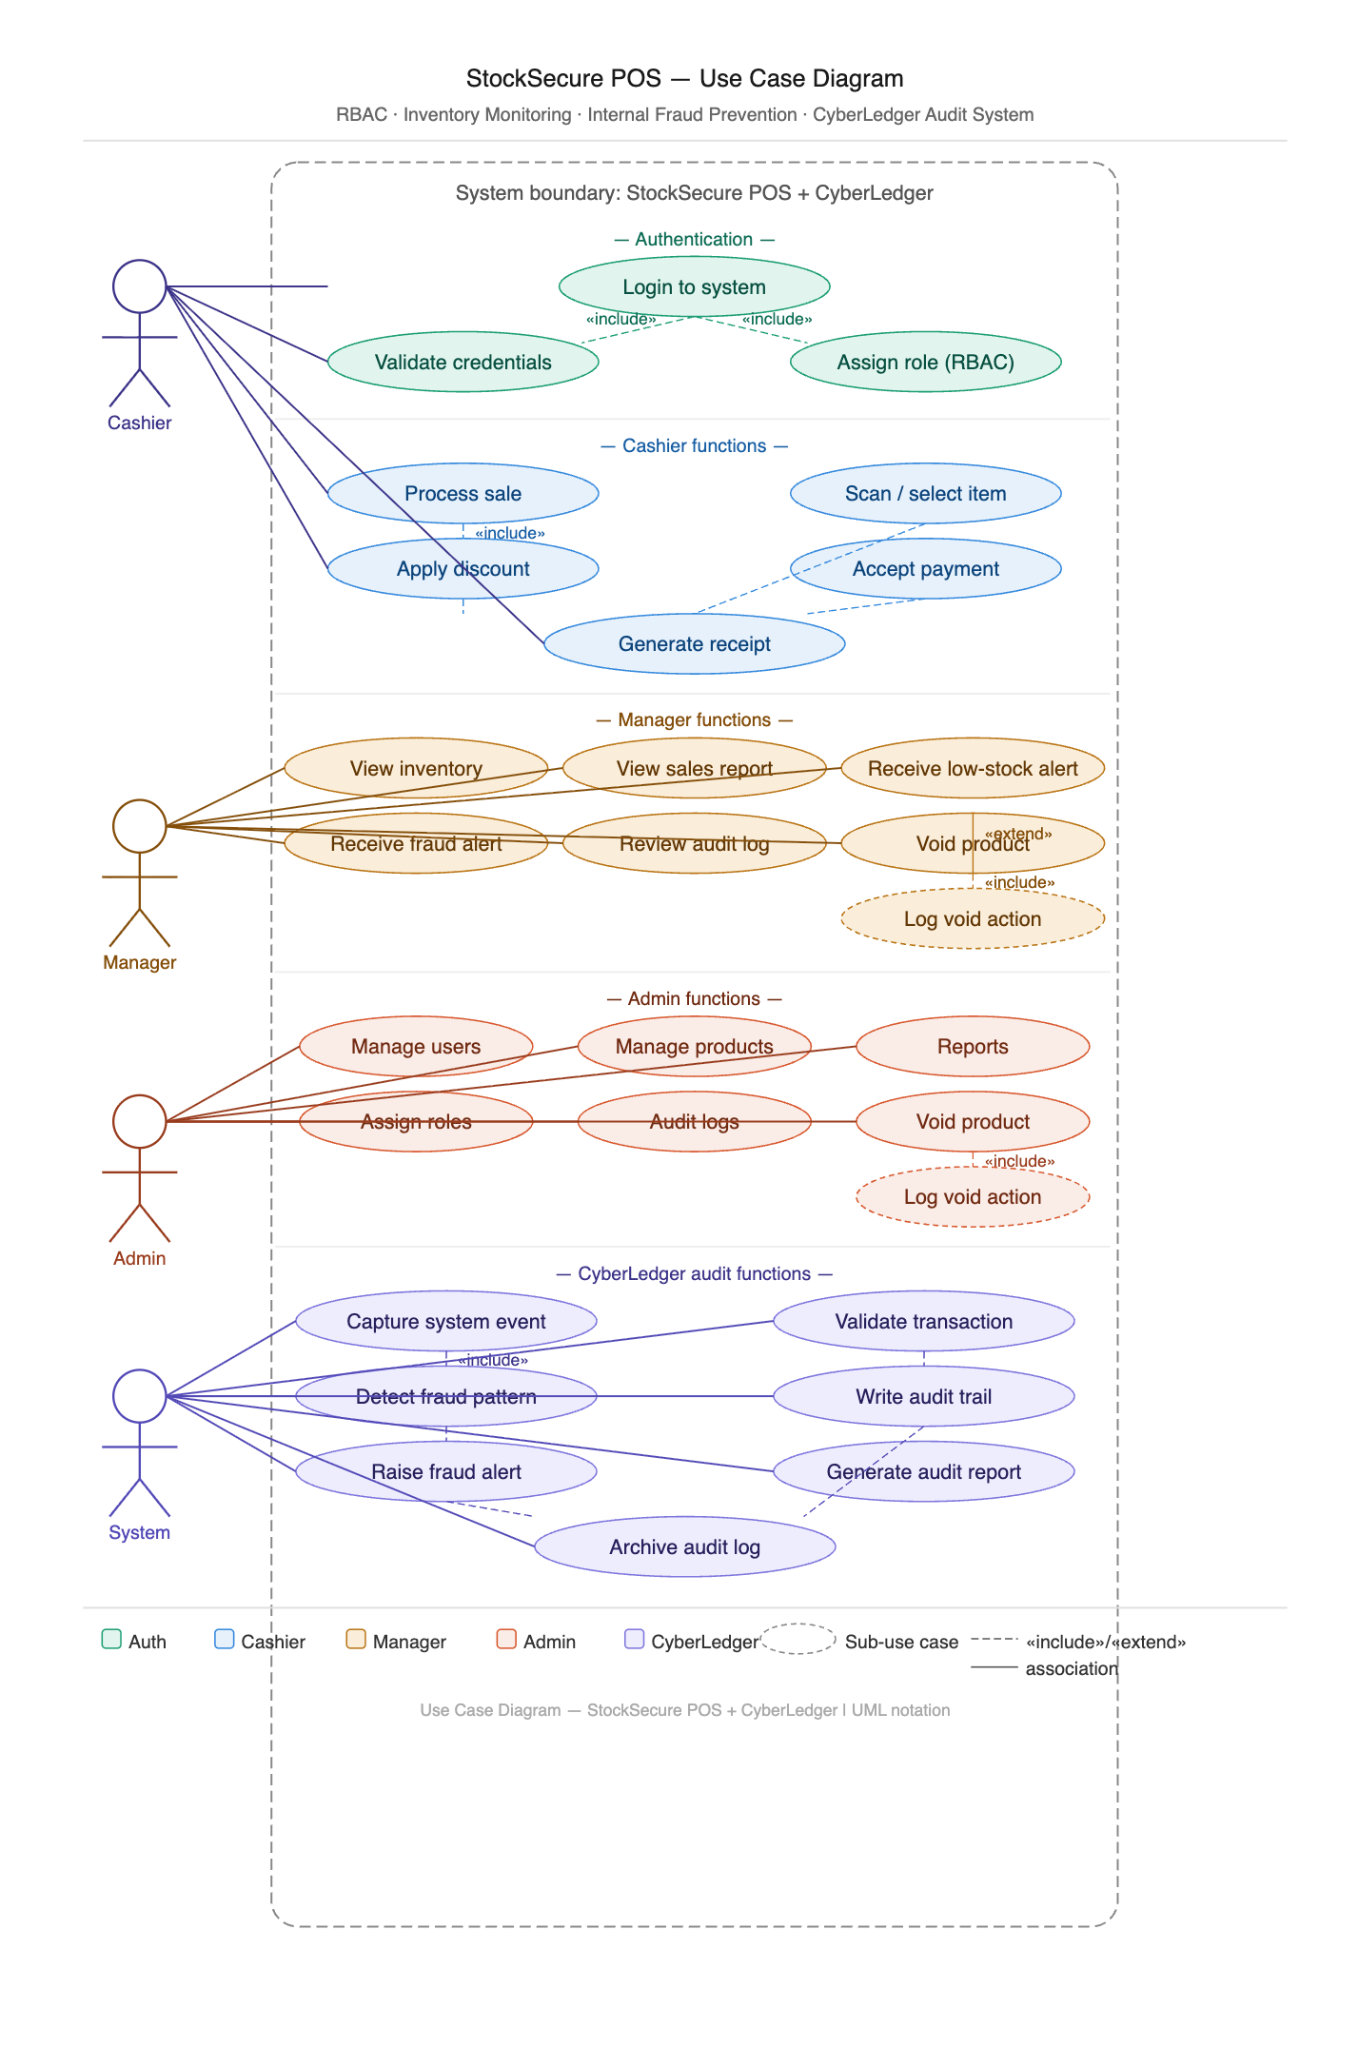 StockSecure POS — Use Case Diagram
RBAC · Inventory Monitoring · Internal Fraud Prevention · CyberLedger Audit System
System boundary: StockSecure POS + CyberLedger
— Authentication —
Login to system
«include»
«include»
Validate credentials
Assign role (RBAC)
Cashier
— Cashier functions —
Process sale
Scan / select item
«include»
Apply discount
Accept payment
Generate receipt
— Manager functions —
View inventory
View sales report
Receive low-stock alert
Receive fraud alert
Review audit log
Void product
«extend»
«include»
Log void action
Manager
— Admin functions —
Manage users
Manage products
Reports
Assign roles
Audit logs
Void product
«include»
Log void action
Admin
— CyberLedger audit functions —
Capture system event
Validate transaction
«include»
Detect fraud pattern
Write audit trail
Raise fraud alert
Generate audit report
System
Archive audit log
Auth
Cashier
Manager
Admin
CyberLedger
Sub-use case
«include»/«extend»
association
Use Case Diagram — StockSecure POS + CyberLedger | UML notation